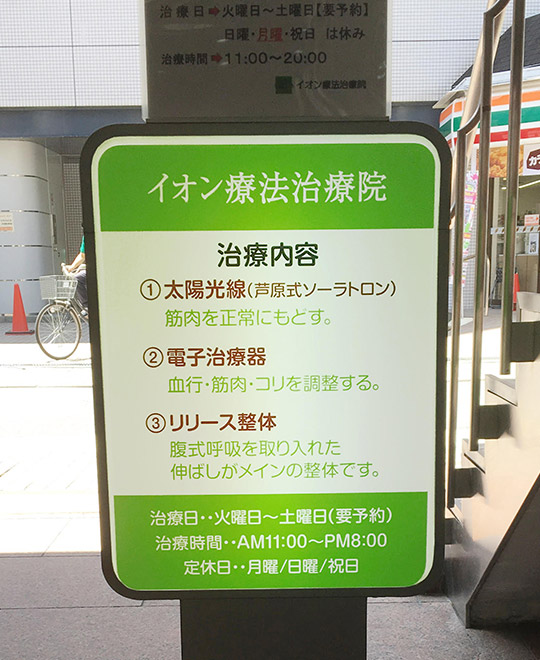 治療日➡火曜日～土曜日【要予約】
日曜・月曜・祝日 は休み
治療時間➡11:00～20:00
イオン療法治療院
イオン療法治療院
治療内容
①太陽光線(芦原式ソーラトロン)
筋肉を正常にもどす。
②電子治療器
血行・筋肉・コリを調整する。
③リリース整体
腹式呼吸を取り入れた
伸ばしがメインの整体です。
治療日‥火曜日～土曜日(要予約)
治療時間‥AM11:00～PM8:00
定休日‥月曜/日曜/祝日